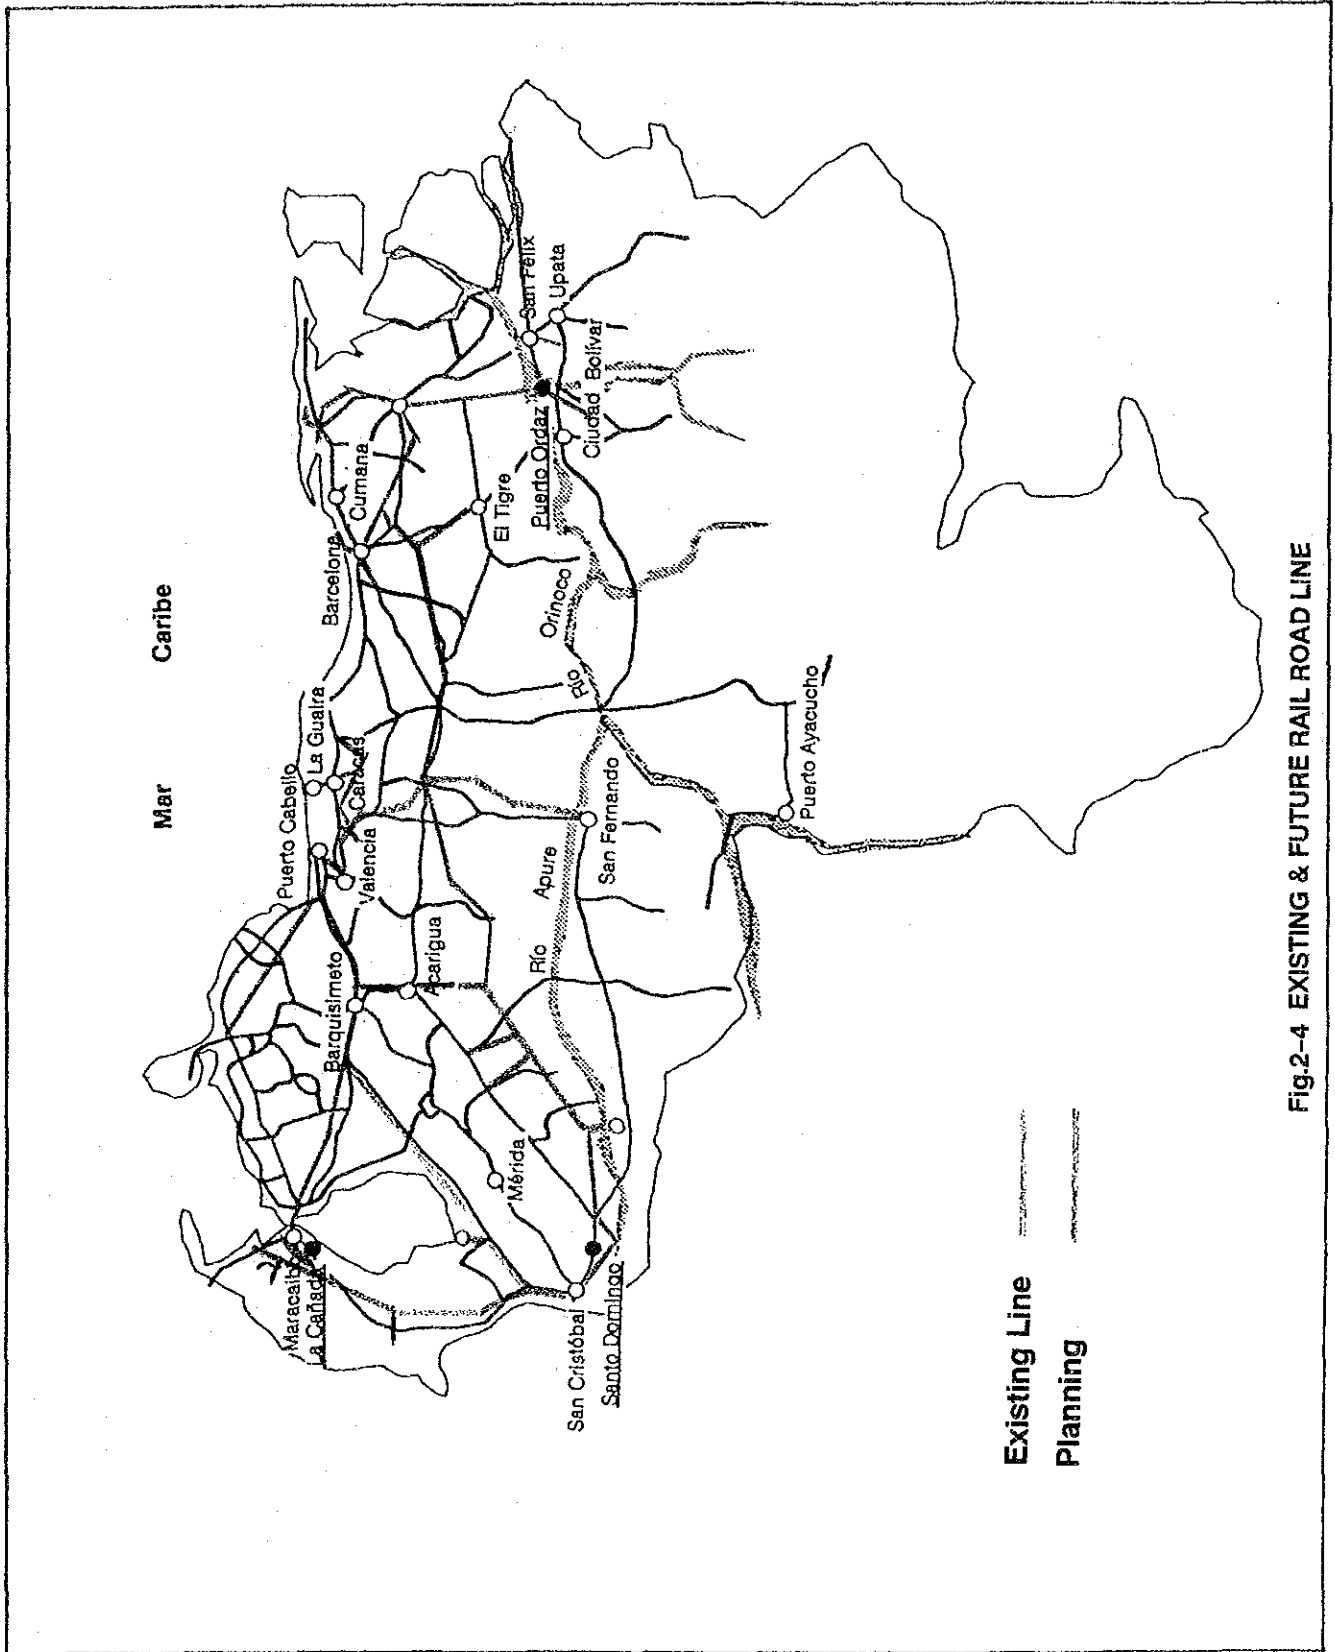 Mar Caribe
Maracaibo
La Cañada
Barquisimeto
Puerto Cabello
La Guaira
Caracas
Valencia
Barcelona
Cumana
Acarigua
Mérida
El Tigre
San Félix
Upata
Puerto Ordaz
Ciudad Bolívar
Río Orinoco
Río Apure
San Fernando
San Cristóbal
Santo Domingo
Puerto Ayacucho
Existing Line
Planning
Fig.2-4 EXISTING & FUTURE RAIL ROAD LINE